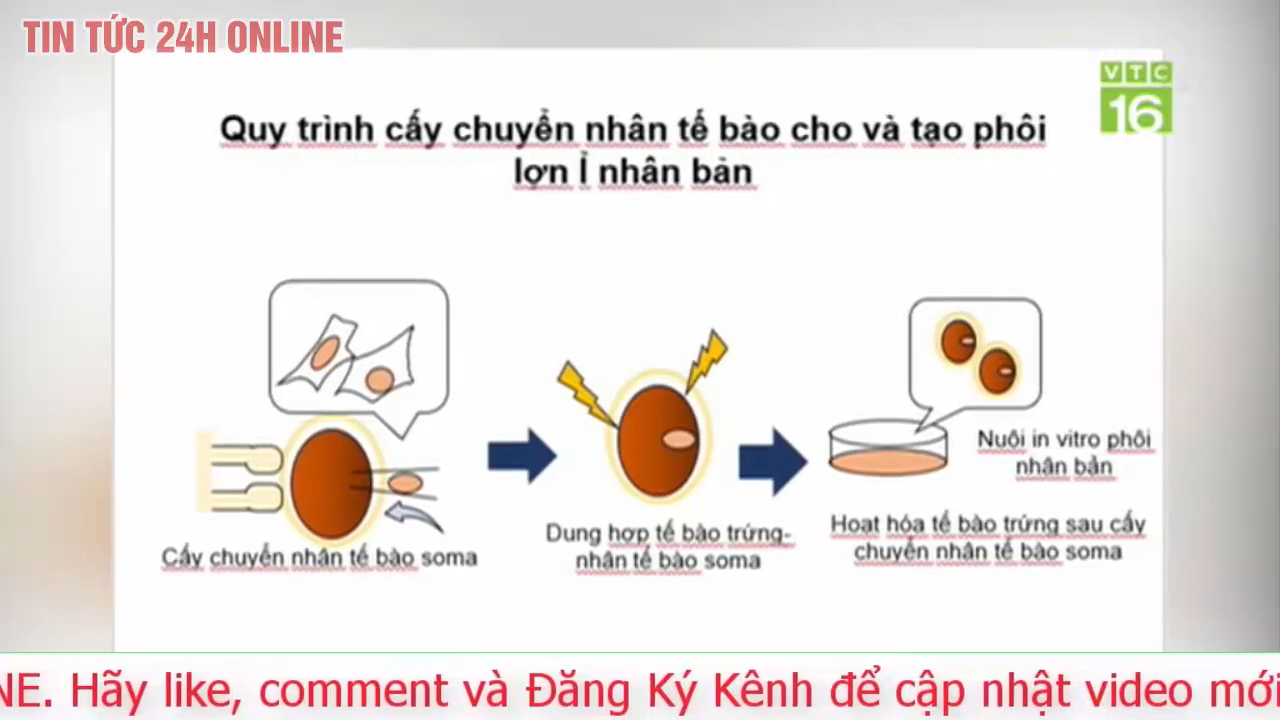 TIN TỨC 24H ONLINE
VTC
16
Quy trình cấy chuyển nhân tế bào cho và tạo phôi
lợn Ỉ nhân bản
Nuôi in vitro phôi
nhân bản
Cấy chuyển nhân tế bào soma
Dung hợp tế bào trứng-
nhân tế bào soma
Hoạt hóa tế bào trứng sau cấy
chuyển nhân tế bào soma
NE. Hãy like, comment và Đăng Ký Kênh để cập nhật video mới